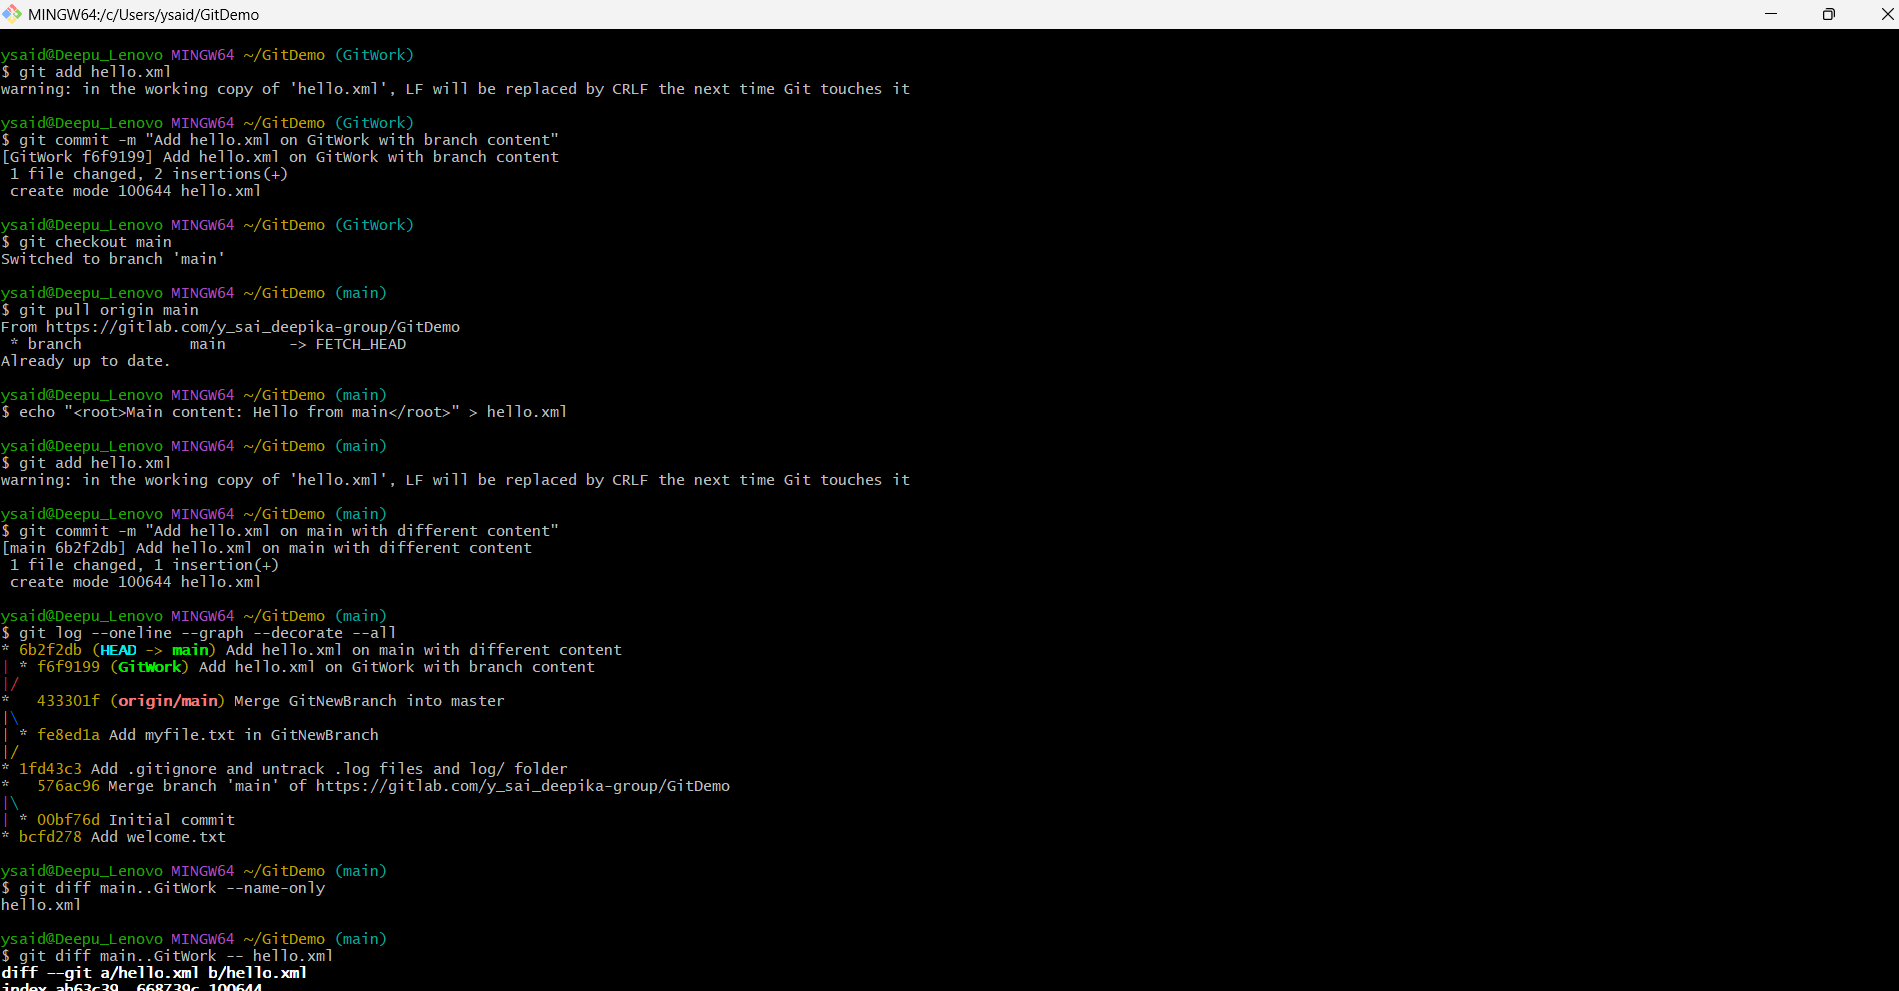 MINGW64:/c/Users/ysaid/GitDemo
ysaid@Deepu_Lenovo MINGW64 ~/GitDemo (GitWork)
$ git add hello.xml
warning: in the working copy of 'hello.xml', LF will be replaced by CRLF the next time Git touches it
ysaid@Deepu_Lenovo MINGW64 ~/GitDemo (GitWork)
$ git commit -m "Add hello.xml on GitWork with branch content"
[GitWork f6f9199] Add hello.xml on GitWork with branch content
 1 file changed, 2 insertions(+)
 create mode 100644 hello.xml
ysaid@Deepu_Lenovo MINGW64 ~/GitDemo (GitWork)
$ git checkout main
Switched to branch 'main'
ysaid@Deepu_Lenovo MINGW64 ~/GitDemo (main)
$ git pull origin main
From https://gitlab.com/y_sai_deepika-group/GitDemo
 * branch            main       -> FETCH_HEAD
Already up to date.
ysaid@Deepu_Lenovo MINGW64 ~/GitDemo (main)
$ echo "<root>Main content: Hello from main</root>" > hello.xml
ysaid@Deepu_Lenovo MINGW64 ~/GitDemo (main)
$ git add hello.xml
warning: in the working copy of 'hello.xml', LF will be replaced by CRLF the next time Git touches it
ysaid@Deepu_Lenovo MINGW64 ~/GitDemo (main)
$ git commit -m "Add hello.xml on main with different content"
[main 6b2f2db] Add hello.xml on main with different content
 1 file changed, 1 insertion(+)
 create mode 100644 hello.xml
ysaid@Deepu_Lenovo MINGW64 ~/GitDemo (main)
$ git log --oneline --graph --decorate --all
* 6b2f2db (HEAD -> main) Add hello.xml on main with different content
| * f6f9199 (GitWork) Add hello.xml on GitWork with branch content
|/
*   433301f (origin/main) Merge GitNewBranch into master
|\
| * fe8ed1a Add myfile.txt in GitNewBranch
|/
* 1fd43c3 Add .gitignore and untrack .log files and log/ folder
*   576ac96 Merge branch 'main' of https://gitlab.com/y_sai_deepika-group/GitDemo
|\
| * 00bf76d Initial commit
* bcfd278 Add welcome.txt
ysaid@Deepu_Lenovo MINGW64 ~/GitDemo (main)
$ git diff main..GitWork --name-only
hello.xml
ysaid@Deepu_Lenovo MINGW64 ~/GitDemo (main)
$ git diff main..GitWork -- hello.xml
diff --git a/hello.xml b/hello.xml
index ab63c39..668739c 100644